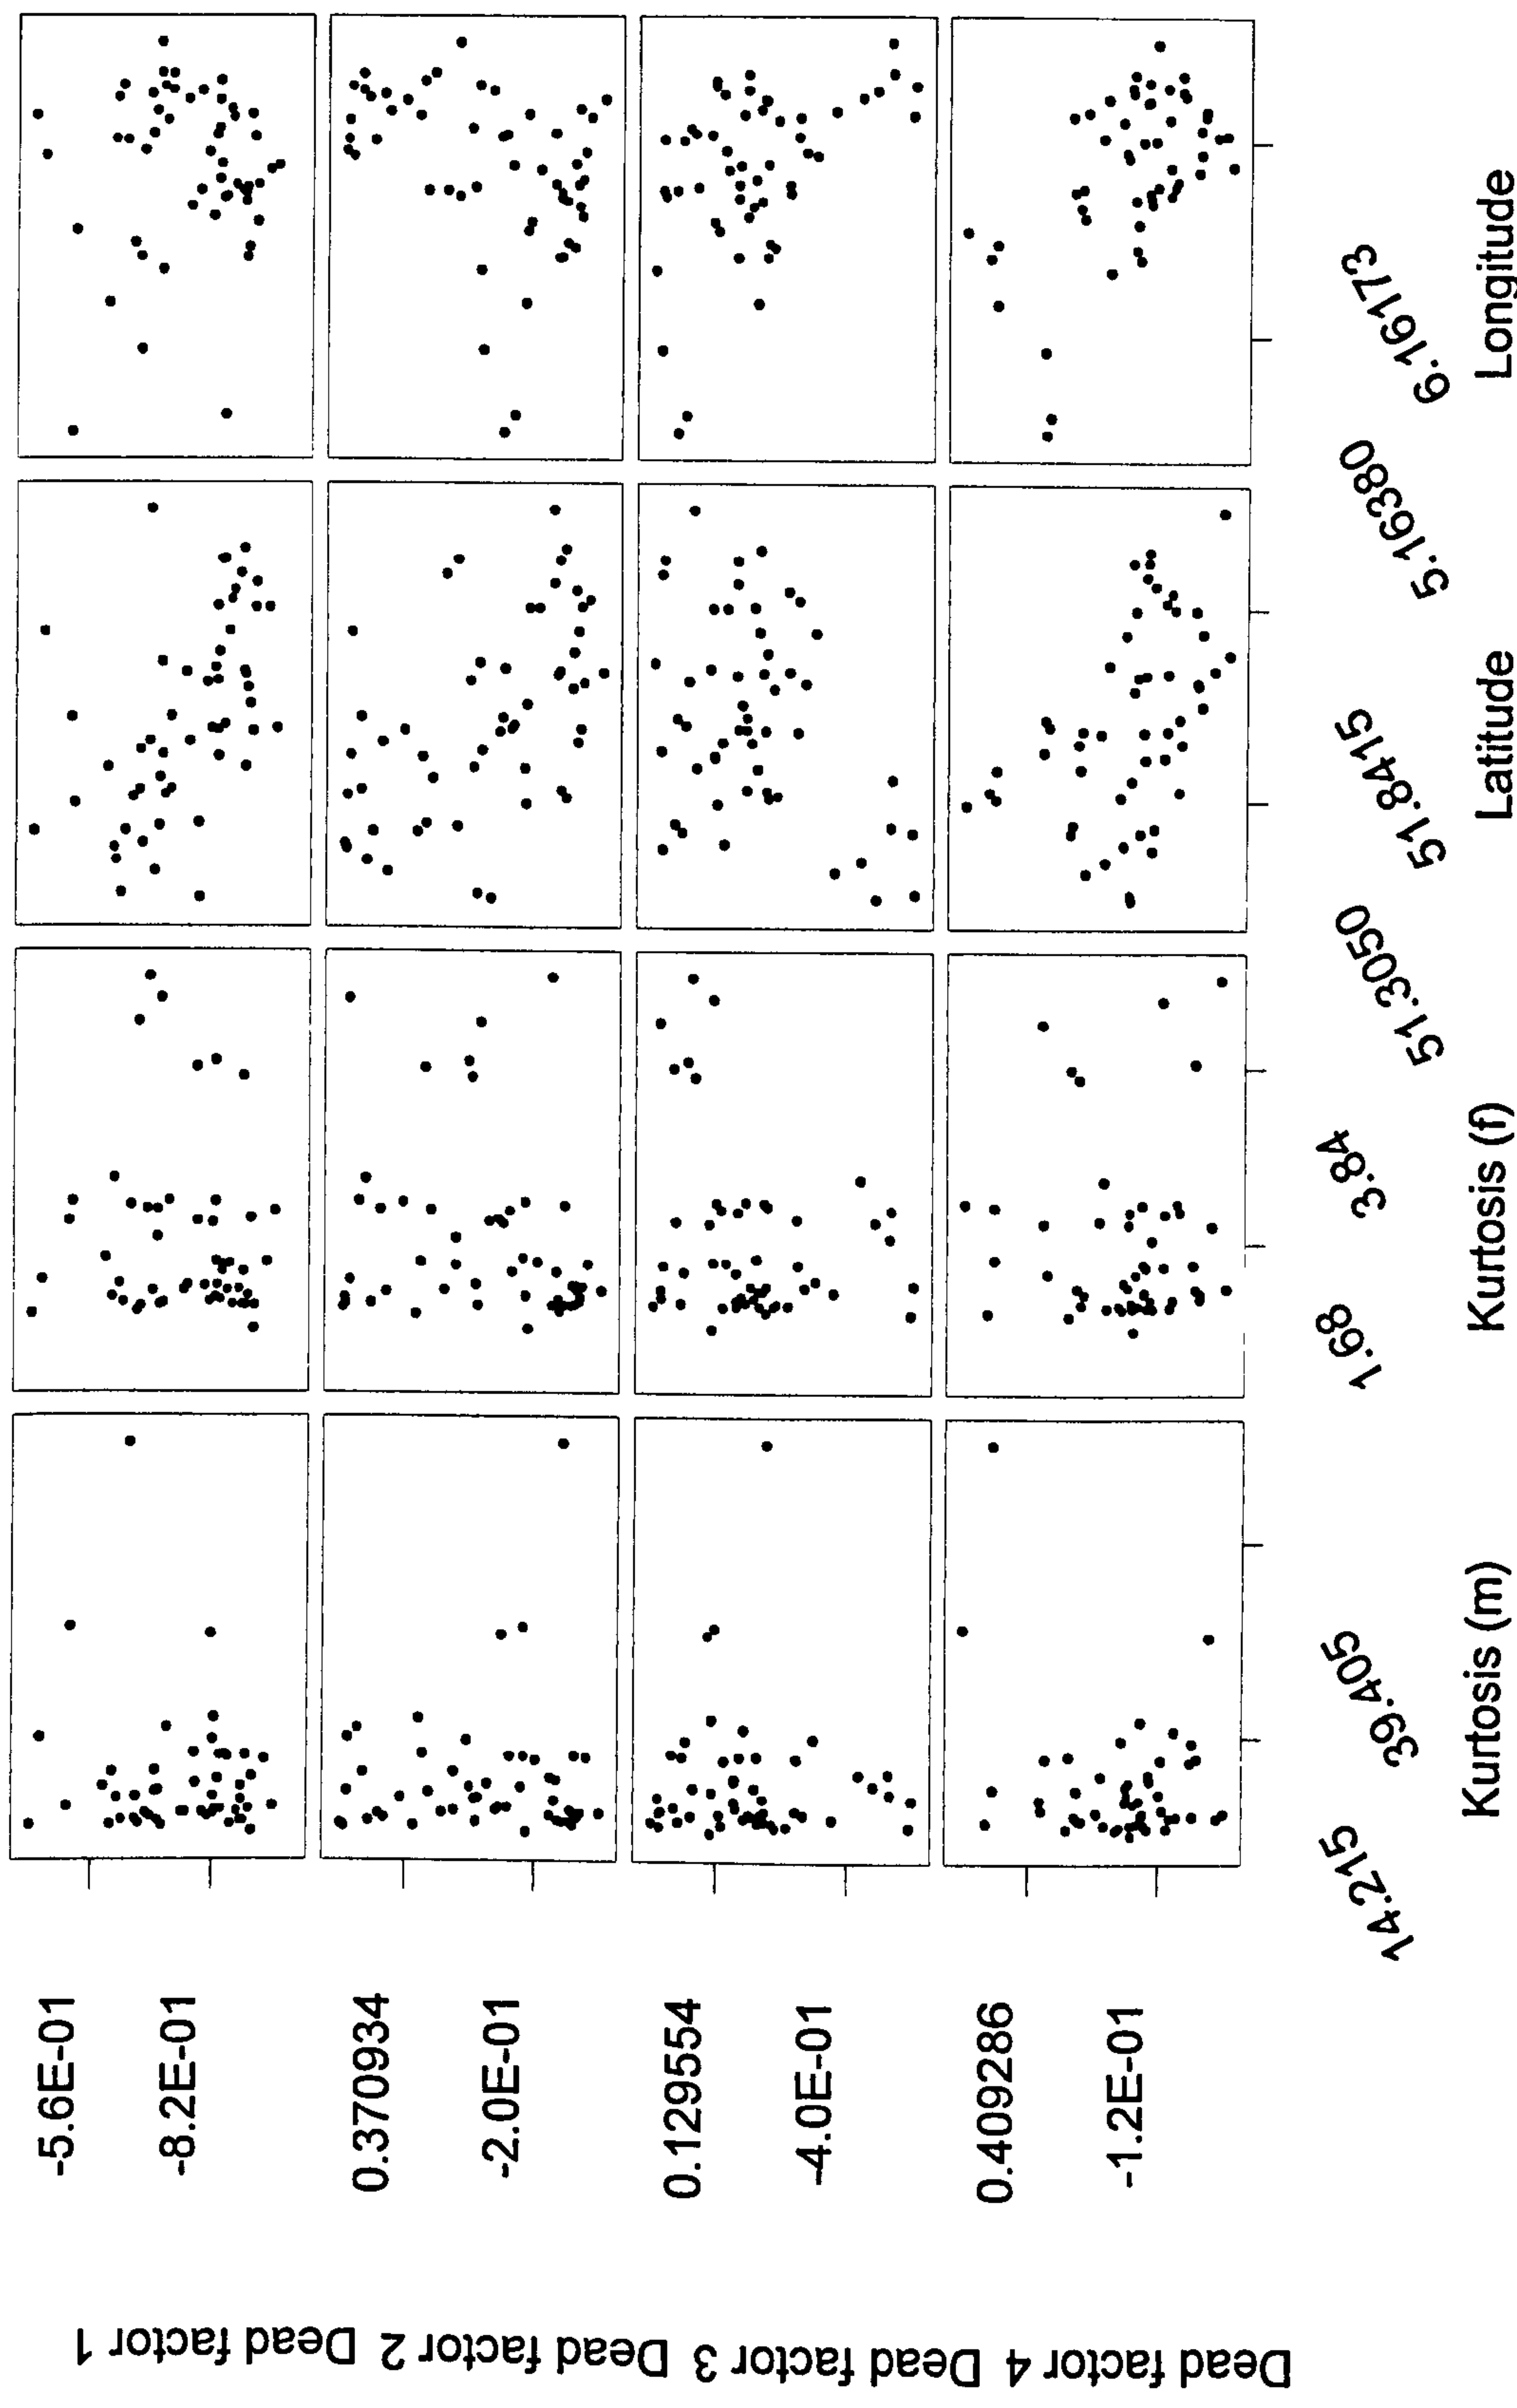 Dead factor 1
Dead factor 2
Dead factor 3
Dead factor 4
-5.6E-01
-8.2E-01
0.370934
-2.0E-01
0.129554
-4.0E-01
0.409286
-1.2E-01
14.215
39.405
1.68
3.84
51.3050
51.8415
5.16380
6.16173
Kurtosis (m)
Kurtosis (f)
Latitude
Longitude